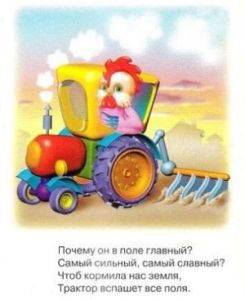 Почему он в поле главный?
Самый сильный, самый славный?
Чтоб кормила нас земля,
Трактор вспашет все поля.